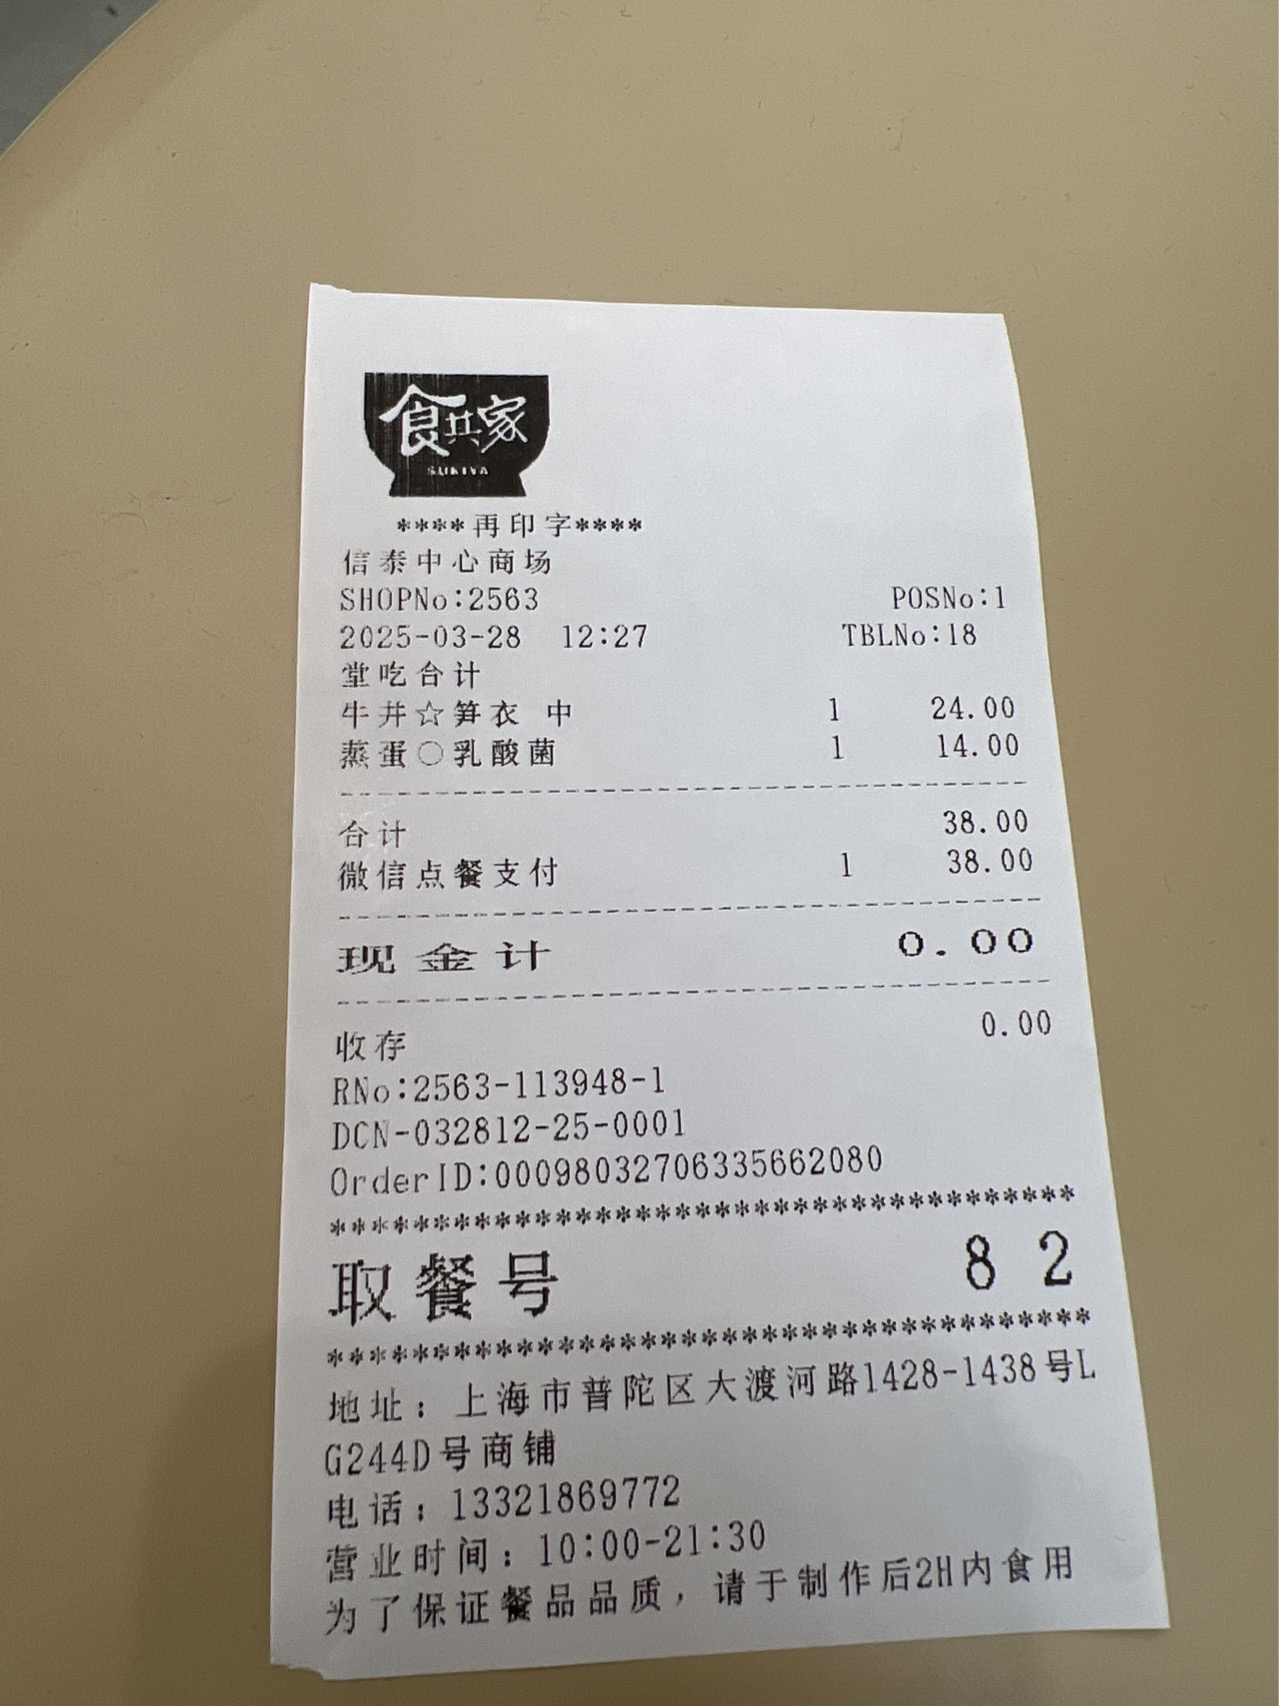 食其家
SUKIYA
****再印字****
信泰中心商场
SHOPNo:2563 POSNo:1
2025-03-28 12:27 TBLNo:18
堂吃合计
牛丼☆笋衣 中 1 24.00
蒸蛋○乳酸菌 1 14.00
合计 38.00
微信点餐支付 1 38.00
现金计 0.00
收存 0.00
RNo:2563-113948-1
DCN-032812-25-0001
OrderID:00098032706335662080
************************************
取餐号 82
************************************
地址：上海市普陀区大渡河路1428-1438号L
G244D号商铺
电话：13321869772
营业时间：10:00-21:30
为了保证餐品品质，请于制作后2H内食用